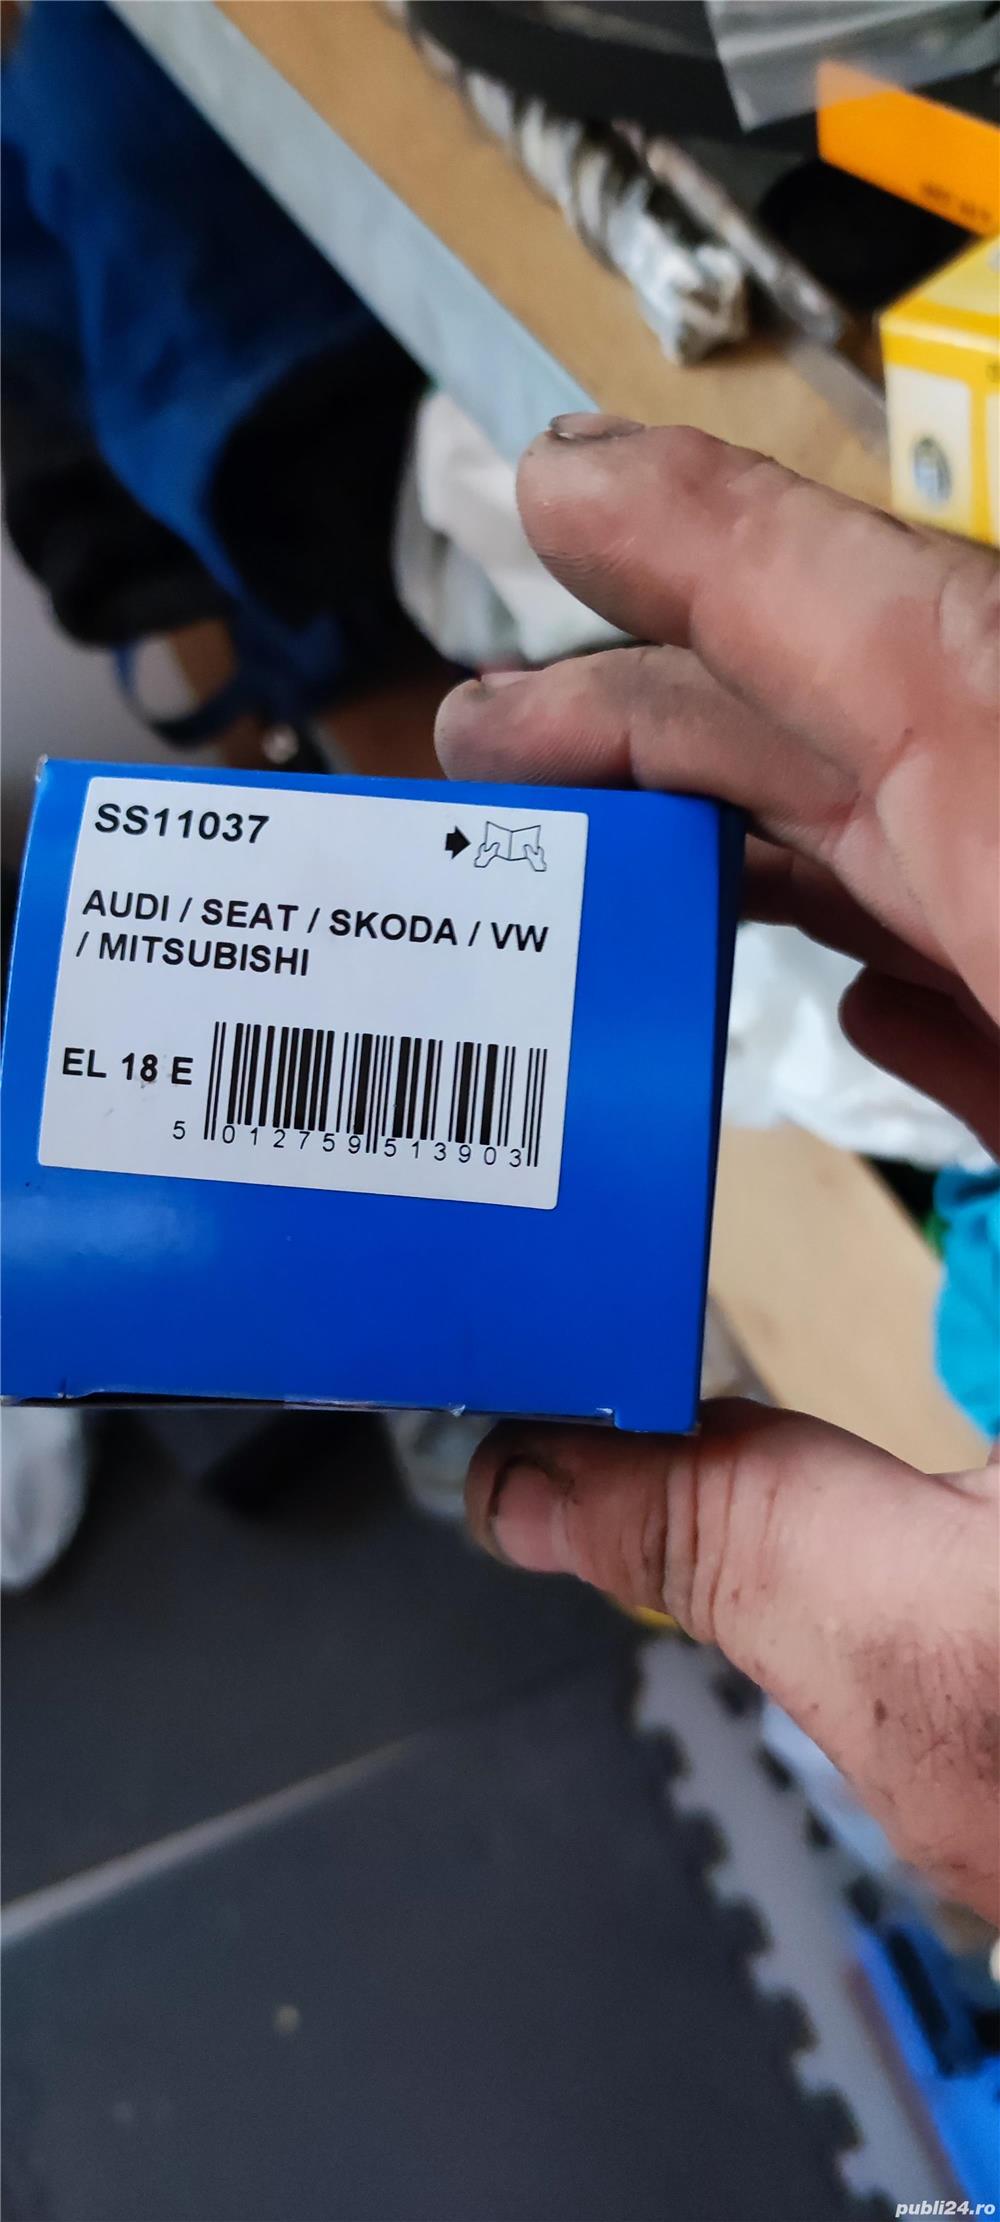 SS11037
AUDI / SEAT / SKODA / VW
/ MITSUBISHI
EL 18 E
5 012759 513903
publi24.ro